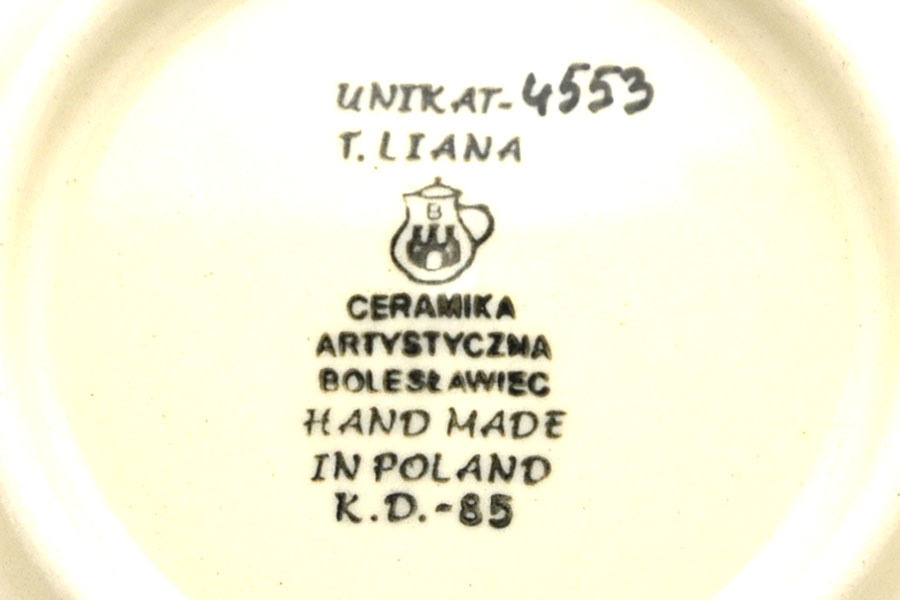 UNIKAT-4553
T. LIANA
B
CERAMIKA
ARTYSTYCZNA
BOLESŁAWIEC
HAND MADE
IN POLAND
K.D.-85